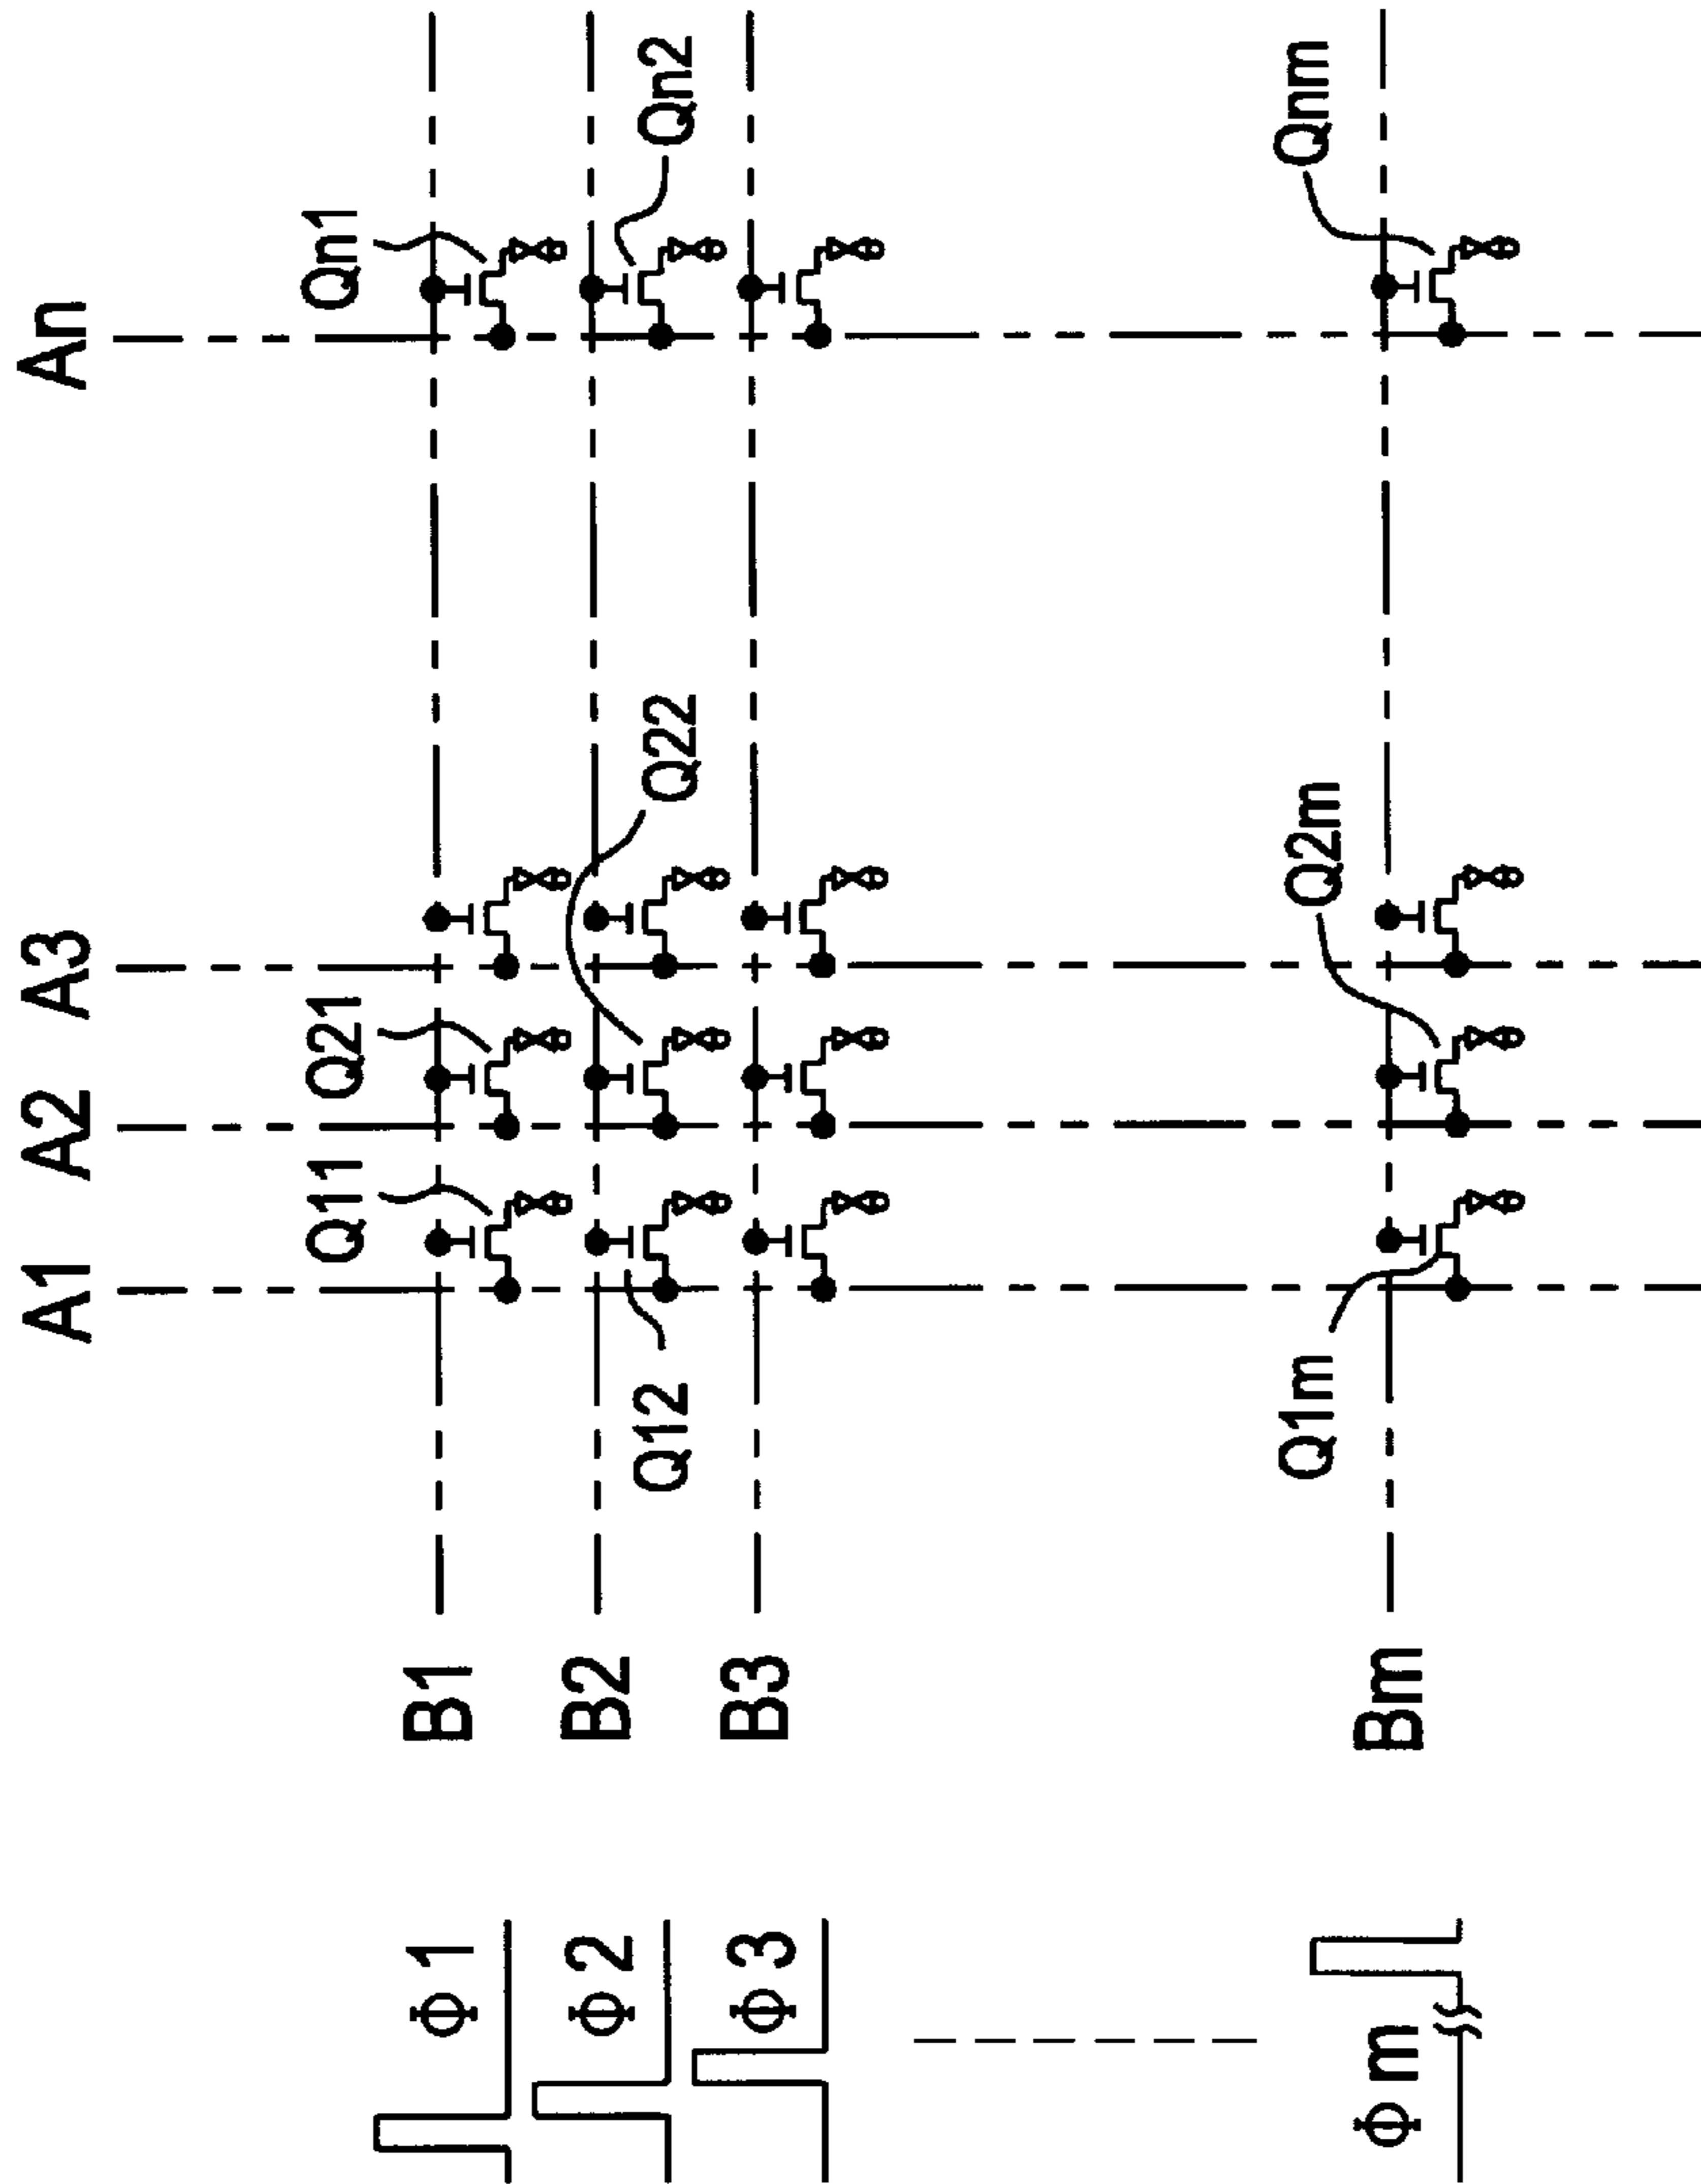 A1 A2 A3 An
Q11 Q21 Qn1
Φ1 B1
Φ2 B2 Q12 Q22 Qn2
Φ3 B3
Φm Bm Q1m Q2m Qnm